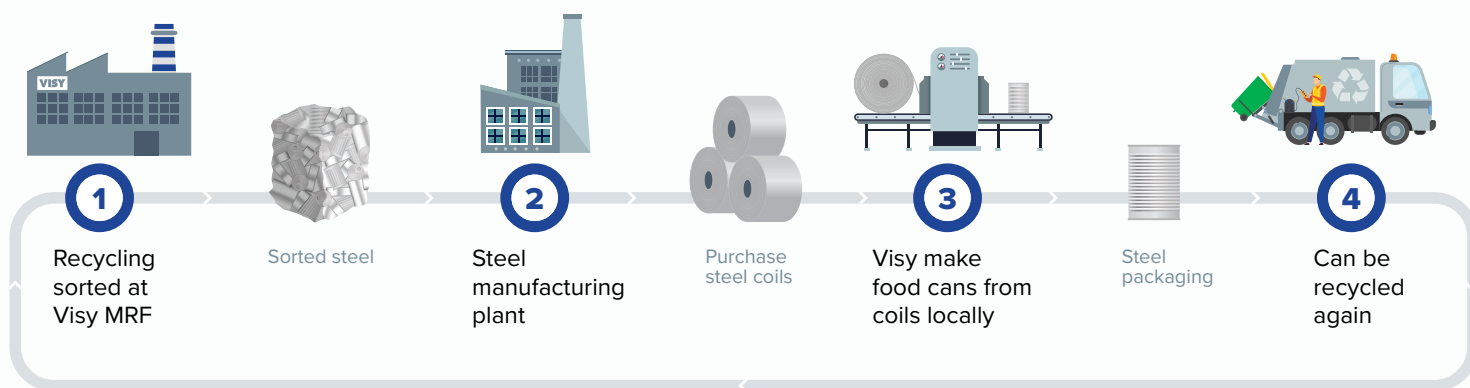 VISY
1
Recycling
sorted at
Visy MRF
Sorted steel
2
Steel
manufacturing
plant
Purchase
steel coils
3
Visy make
food cans from
coils locally
Steel
packaging
4
Can be
recycled
again